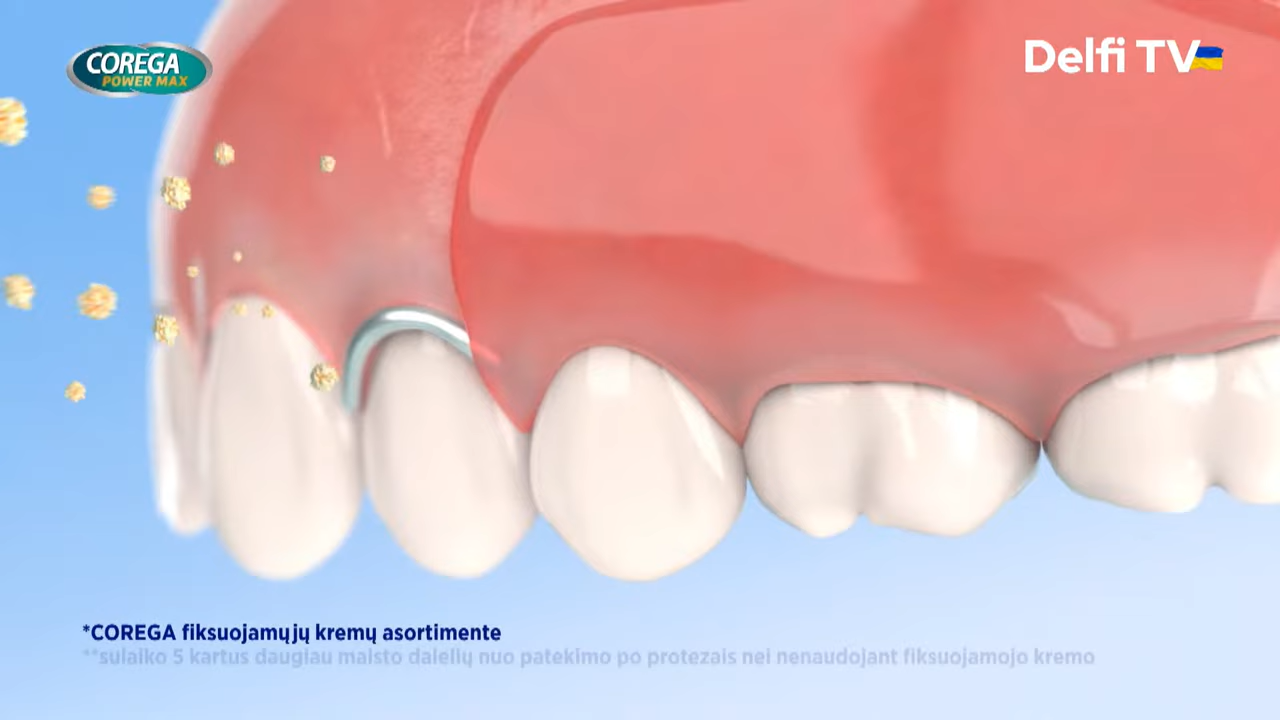 COREGA
POWER MAX
Delfi TV
*COREGA fiksuojamųjų kremų asortimente
**sulaiko 5 kartus daugiau maisto dalelių nuo patekimo po protezais nei nenaudojant fiksuojamojo kremo